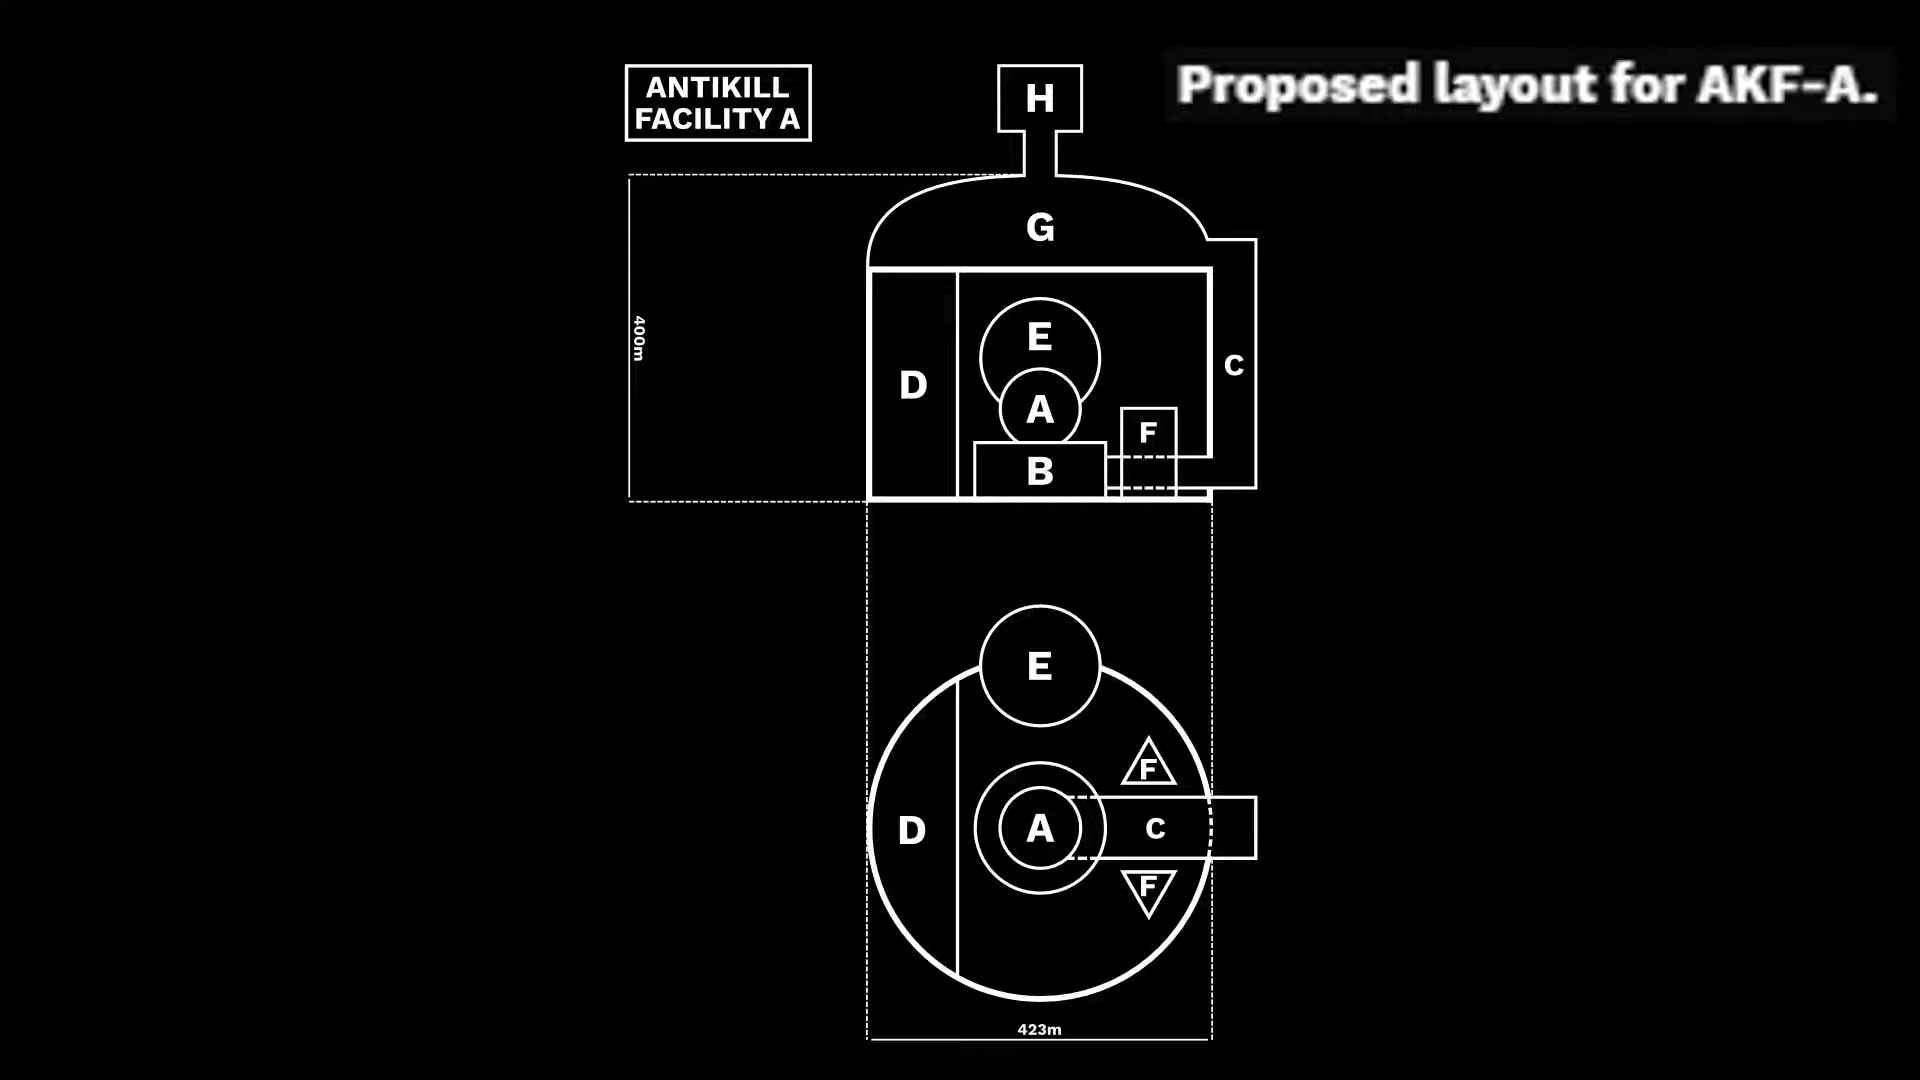 ANTIKILL
FACILITY A
H
Proposed layout for AKF-A.
G
400m
E
D
A
C
F
B
E
F
D
A
C
F
423m